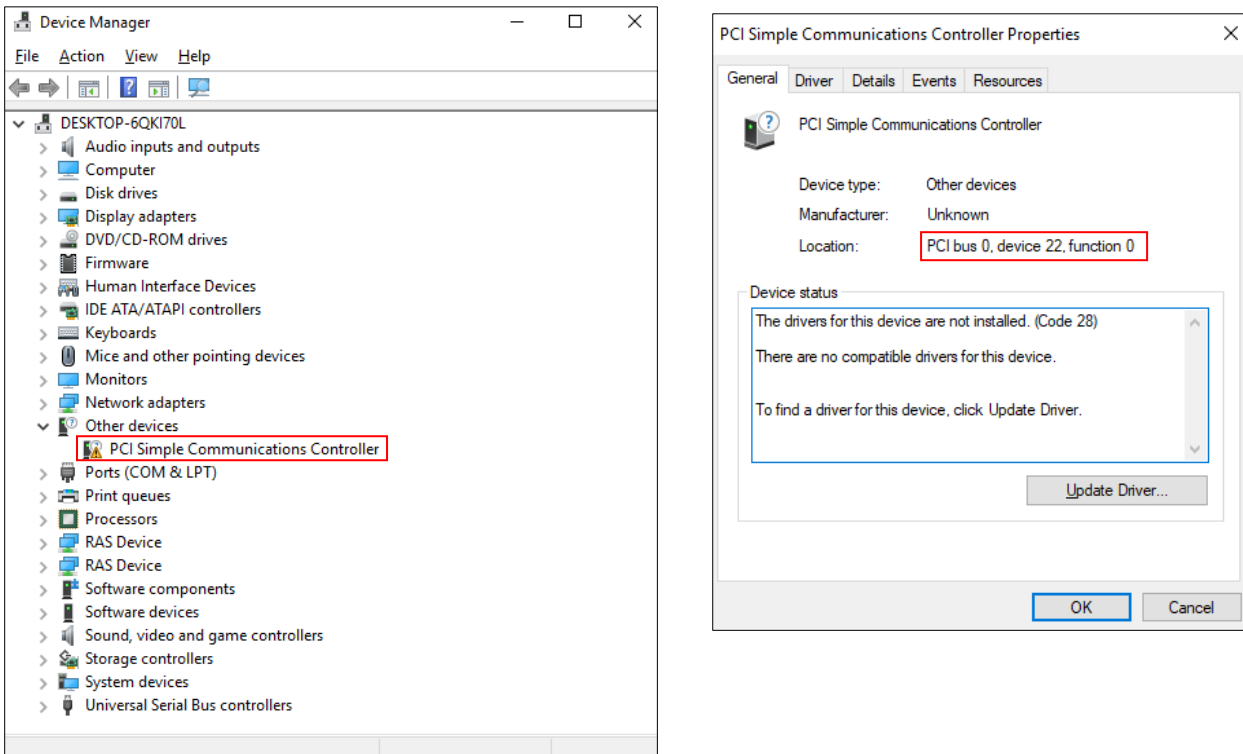 Device Manager
File Action View Help
DESKTOP-6QKI70L
Audio inputs and outputs
Computer
Disk drives
Display adapters
DVD/CD-ROM drives
Firmware
Human Interface Devices
IDE ATA/ATAPI controllers
Keyboards
Mice and other pointing devices
Monitors
Network adapters
Other devices
PCI Simple Communications Controller
Ports (COM & LPT)
Print queues
Processors
RAS Device
RAS Device
Software components
Software devices
Sound, video and game controllers
Storage controllers
System devices
Universal Serial Bus controllers
PCI Simple Communications Controller Properties
General Driver Details Events Resources
PCI Simple Communications Controller
Device type: Other devices
Manufacturer: Unknown
Location: PCI bus 0, device 22, function 0
Device status
The drivers for this device are not installed. (Code 28)
There are no compatible drivers for this device.
To find a driver for this device, click Update Driver.
Update Driver...
OK Cancel